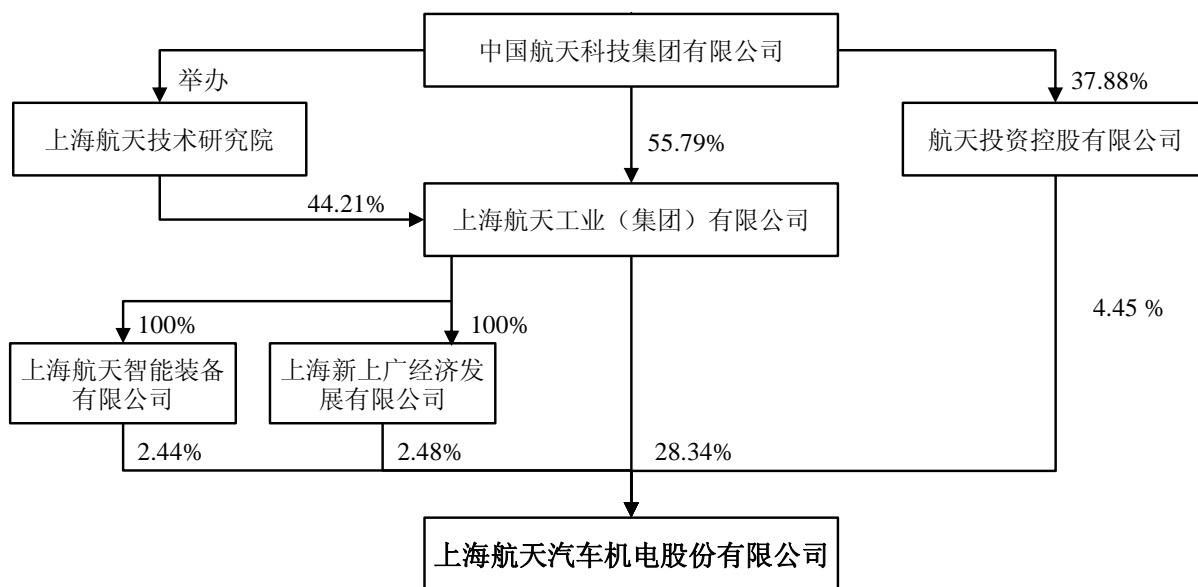 中国航天科技集团有限公司
举办
37.88%
上海航天技术研究院
55.79%
航天投资控股有限公司
44.21%
上海航天工业（集团）有限公司
4.45 %
100%
100%
上海航天智能装备
有限公司
上海新上广经济发
展有限公司
2.44%
2.48%
28.34%
上海航天汽车机电股份有限公司